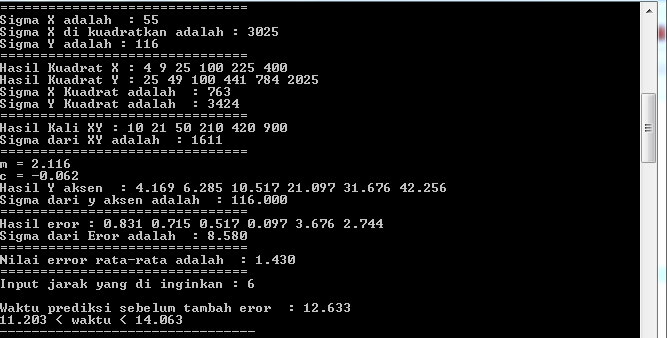 ===============================
Sigma X adalah : 55
Sigma X di kuadratkan adalah : 3025
Sigma Y adalah : 116
===============================
Hasil Kuadrat X : 4 9 25 100 225 400
Hasil Kuadrat Y : 25 49 100 441 784 2025
Sigma X Kuadrat adalah : 763
Sigma Y Kuadrat adalah : 3424
===============================
Hasil Kali XY : 10 21 50 210 420 900
Sigma dari XY adalah : 1611
===============================
m = 2.116
c = -0.062
Hasil Y aksen : 4.169 6.285 10.517 21.097 31.676 42.256
Sigma dari y aksen adalah : 116.000
===============================
Hasil eror : 0.831 0.715 0.517 0.097 3.676 2.744
Sigma dari Eror adalah : 8.580
===============================
Nilai error rata-rata adalah : 1.430
===============================
Input jarak yang di inginkan : 6
Waktu prediksi sebelum tambah eror : 12.633
11.203 < waktu < 14.063
--------------------------------